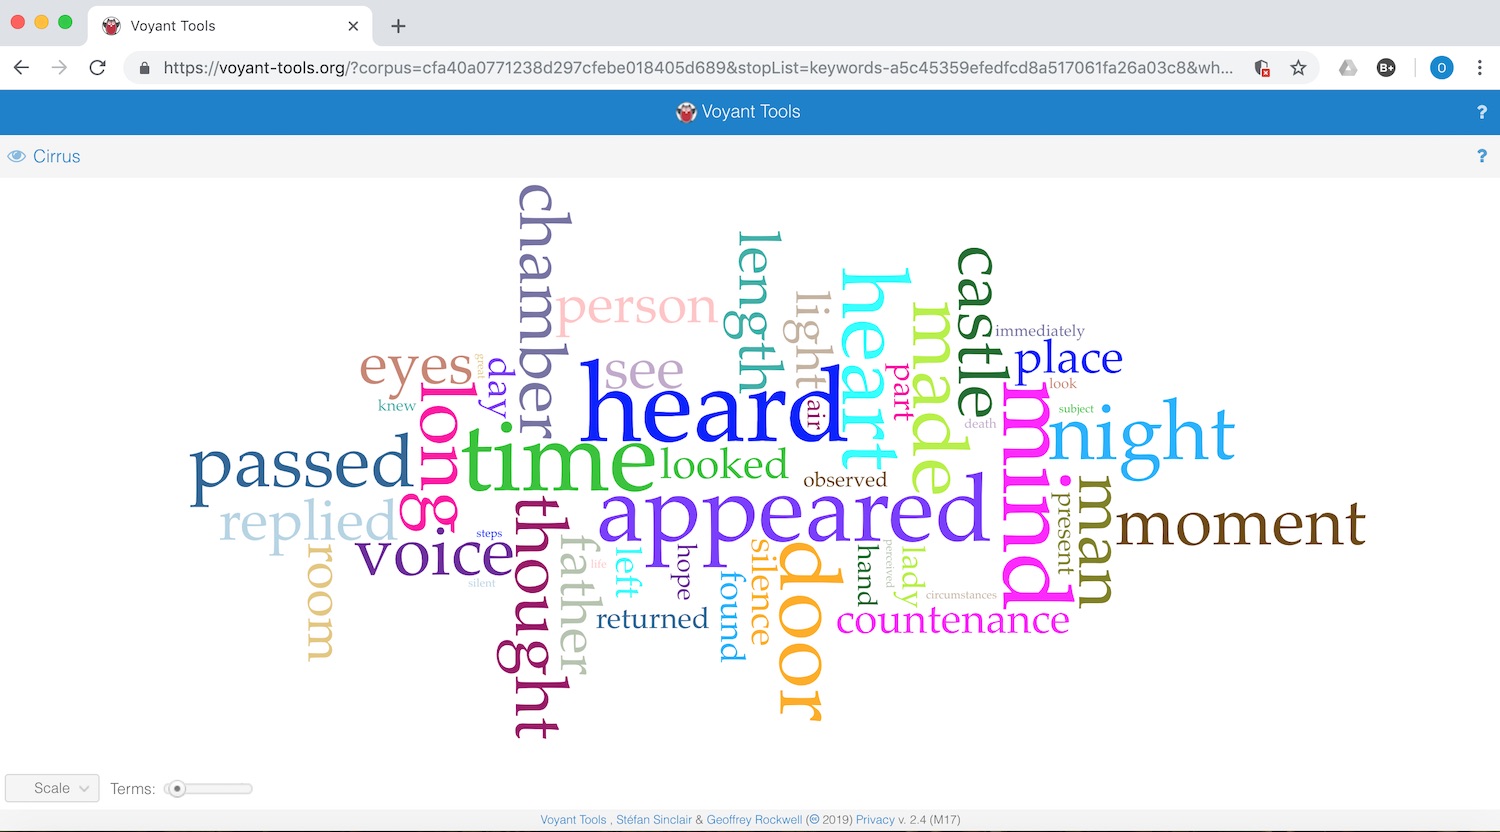 Voyant Tools
https://voyant-tools.org/?corpus=cfa40a0771238d297cfebe018405d689&stopList=keywords-a5c45359efedfcd8a517061fa26a03c8&wh...
B+
O
Voyant Tools
?
Cirrus
?
chamber
length
castle
heart
person
light
made
immediately
place
eyes
great
day
see
part
look
heard
air
knew
long
mind
subject
death
night
passed
time
looked
observed
man
appeared
present
moment
replied
thought
steps
voice
father
life
left
hope
silence
door
hand
perceived
lady
silent
room
found
circumstances
returned
countenance
Scale
Terms:
Voyant Tools , Stéfan Sinclair & Geoffrey Rockwell (cc 2019) Privacy v. 2.4 (M17)